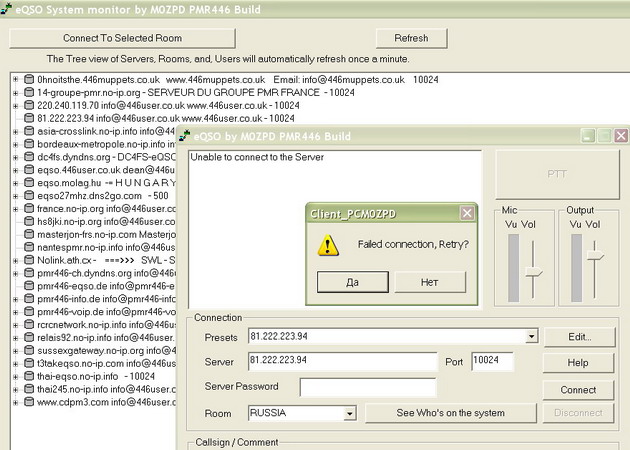 eQSO System monitor by M0ZPD PMR446 Build
Connect To Selected Room
Refresh
The Tree view of Servers, Rooms, and, Users will automatically refresh once a minute.
0hnoitsthe.446muppets.co.uk www.446muppets.co.uk Email: info@446muppets.co.uk 10024
14-groupe-pmr.no-ip.org - SERVEUR DU GROUPE PMR FRANCE - 10024
220.240.119.70 info@446user.co.uk www.446user.co.uk - 10024
81.222.223.94 info@446user.co.uk www.446user.co.uk - 10024
asia-crosslink.no-ip.info info@44
bordeaux-metropole.no-ip.info
dc4fs.dyndns.org - DC4FS-eQSO
eqso.446user.co.uk dean@446u
eqso.molag.hu -= H U N G A R Y
eqso27mhz.dns2go.com - 500
france.no-ip.org info@446user.co
hs8jki.no-ip.org info@446user.co
masterjon-frs.no-ip.com Masterjo
nantespmr.no-ip.org info@446use
Nolink.ath.cx - ===>>> SWL - S
pmr446-ch.dyndns.org info@446u
pmr446-eqso.de info@pmr446-e
pmr446-info.de info@pmr446-info
pmr446-voip.de info@pmr446-vo
rcrcnetwork.no-ip.info info@446u
relais92.no-ip.info info@446user.
sussexgateway.no-ip.org info@4
t3takeqso.no-ip.com info@446use
thai-eqso.no-ip.info - 10024
thai245.no-ip.info info@446user.c
www.cdpm3.com info@446user.c
eQSO by M0ZPD PMR446 Build
Unable to connect to the Server
PTT
Mic
Vu Vol
Output
Vu Vol
Client_PCM0ZPD
Failed connection, Retry?
Да
Нет
Connection
Presets
81.222.223.94
Edit...
Server
81.222.223.94
Port
10024
Help
Server Password
Connect
Room
RUSSIA
See Who's on the system
Disconnect
Callsign / Comment